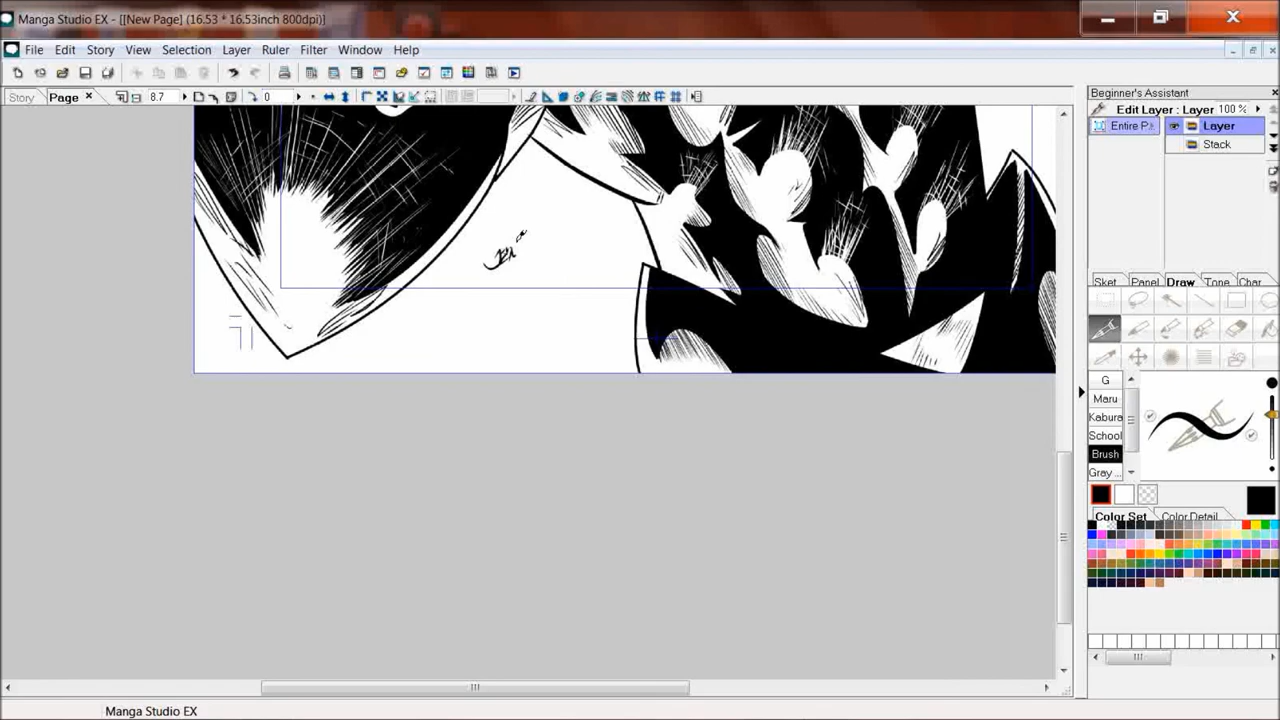 Manga Studio EX - [[New Page] (16.53 * 16.53inch 800dpi)]
File Edit Story View Selection Layer Ruler Filter Window Help
Story Page 8.7 0
Beginner's Assistant
Edit Layer : Layer 100 %
Entire P. Layer
Stack
Sket Panel Draw Tone Char
G
Maru
Kabura
School
Brush
Gray ...
Color Set Color Detail
Manga Studio EX